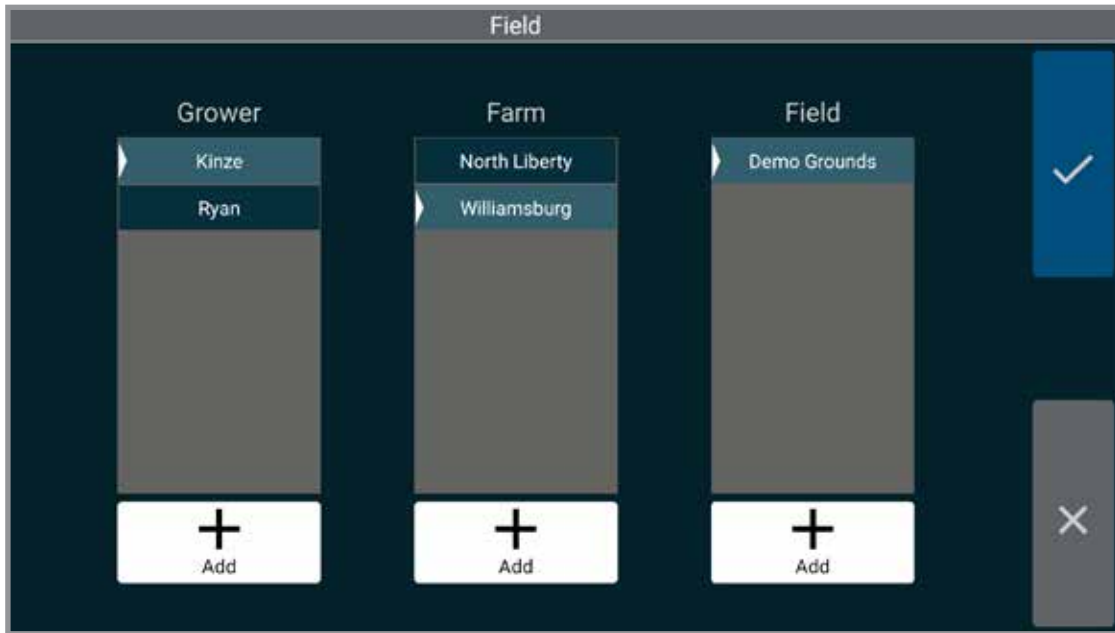 Field
Grower
Farm
Field
Kinze
North Liberty
Demo Grounds
Ryan
Williamsburg
Add
Add
Add